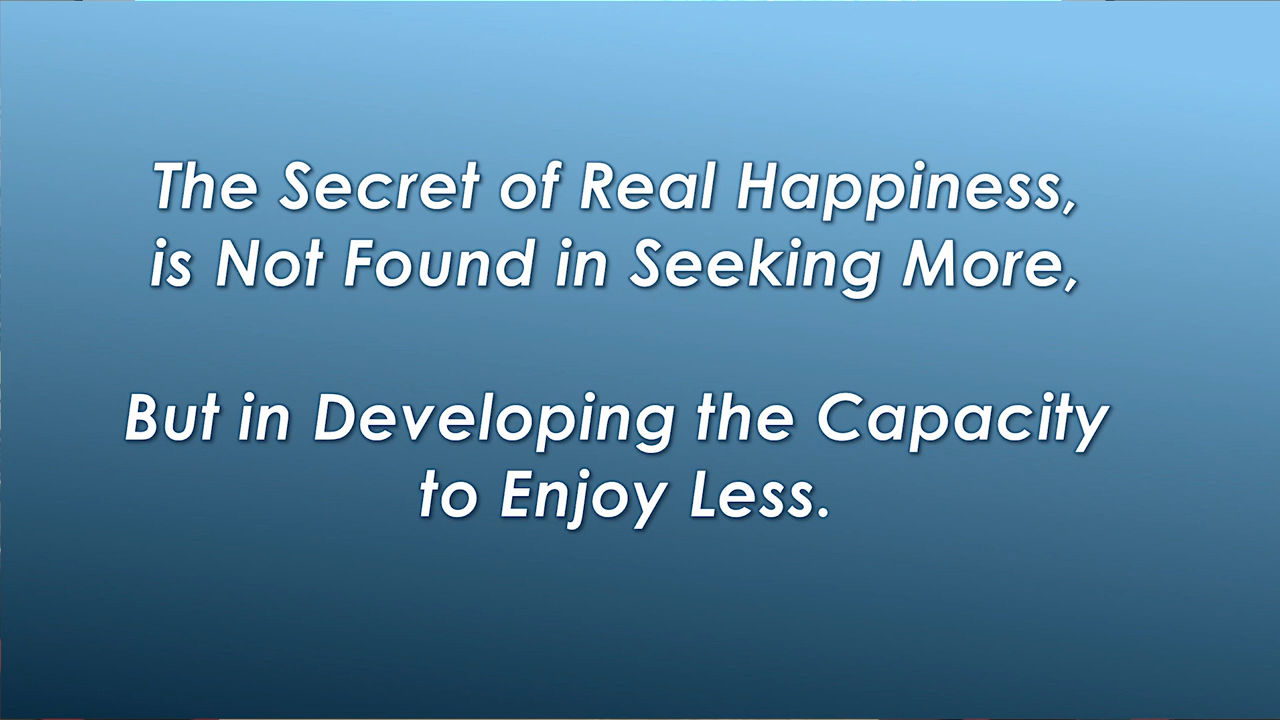 The Secret of Real Happiness,
is Not Found in Seeking More,
But in Developing the Capacity
to Enjoy Less.